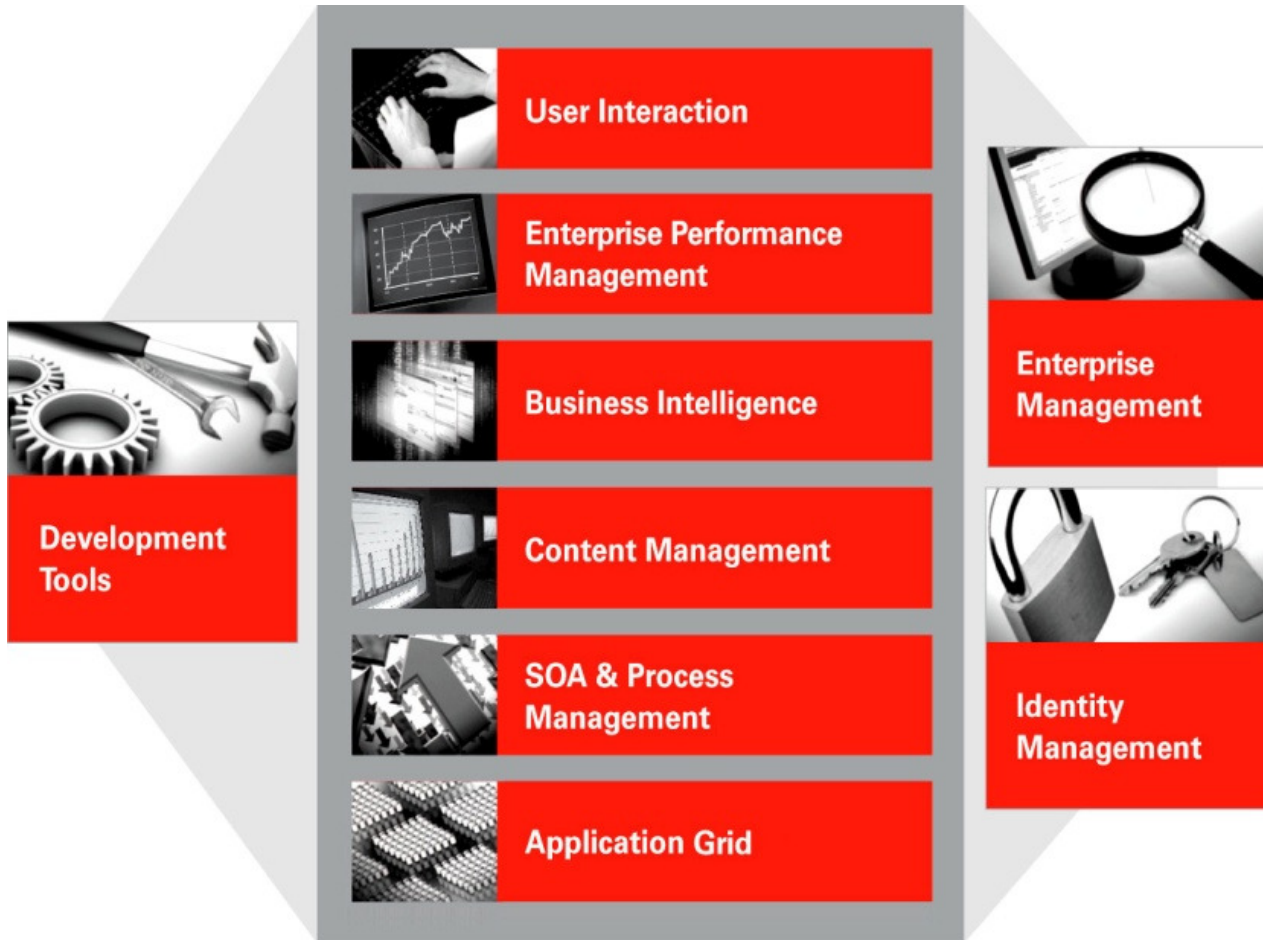 User Interaction
Enterprise Performance
Management
Business Intelligence
Content Management
SOA & Process
Management
Application Grid
Development
Tools
Enterprise
Management
Identity
Management